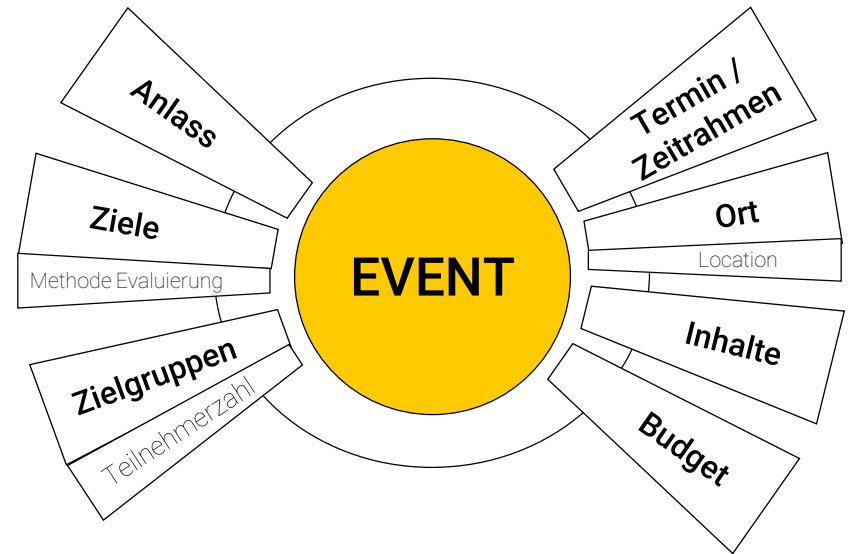 Anlass
Ziele
Methode Evaluierung
Zielgruppen
Teilnehmerzahl
EVENT
Termin /
Zeitrahmen
Ort
Location
Inhalte
Budget